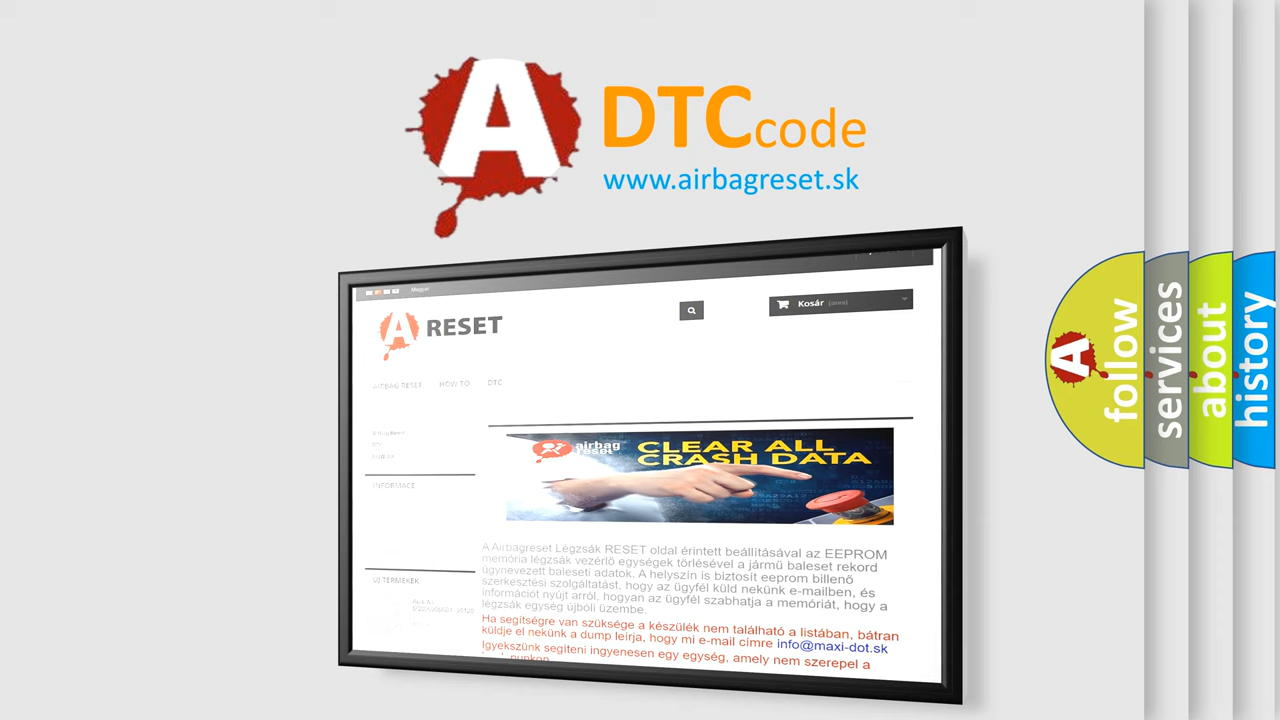 A
DTCcode
www.airbagreset.sk
Magyar
A RESET
Kosár
AIRBAG RESET HOW TO DTC
INFORMACE
airbag
reset
CLEAR ALL
CRASH DATA
A Airbagreset Légzsák RESET oldal érintett beállításával az EEPROM
memória légzsák vezérlő egységek törlésével a jármű baleset rekord
úgynevezett baleseti adatok. A helyszín is biztosít eeprom billenő
szerkesztési szolgáltatást, hogy az ügyfél küld nekünk e-mailben, és
információt nyújt arról, hogyan az ügyfél szabhatja a memóriát, hogy a
légzsák egység újbóli üzembe.
Ha segítségre van szüksége a készülék nem található a listában, bátran
küldje el nekünk a dump leírja, hogy mi e-mail címre info@maxi-dot.sk
Igyekszünk segíteni ingyenesen egy egység, amely nem szerepel a
ÚJ TERMÉKEK
A
follow
services
about
history